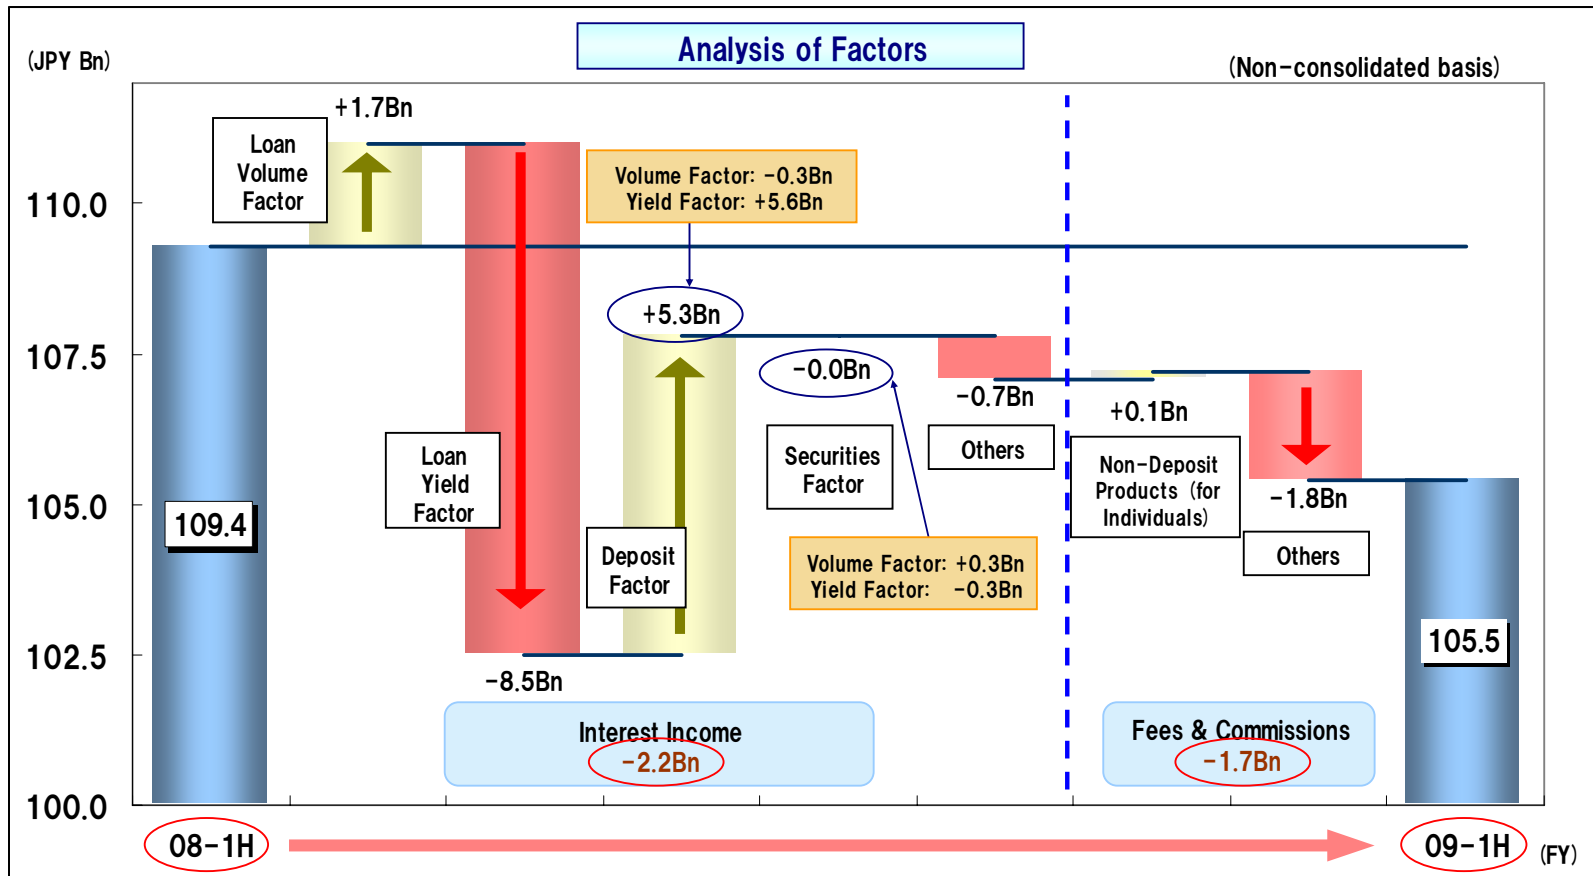 Analysis of Factors
(JPY Bn)
(Non-consolidated basis)
+1.7Bn
Loan
Volume
Factor
Volume Factor: -0.3Bn
Yield Factor: +5.6Bn
110.0
+5.3Bn
107.5
-0.0Bn
-0.7Bn
+0.1Bn
Loan
Yield
Factor
Securities
Factor
Others
Non-Deposit
Products (for
Individuals)
-1.8Bn
105.0
109.4
Deposit
Factor
Others
Volume Factor: +0.3Bn
Yield Factor: -0.3Bn
105.5
102.5
-8.5Bn
Interest Income
-2.2Bn
Fees & Commissions
-1.7Bn
100.0
08-1H
09-1H
(FY)